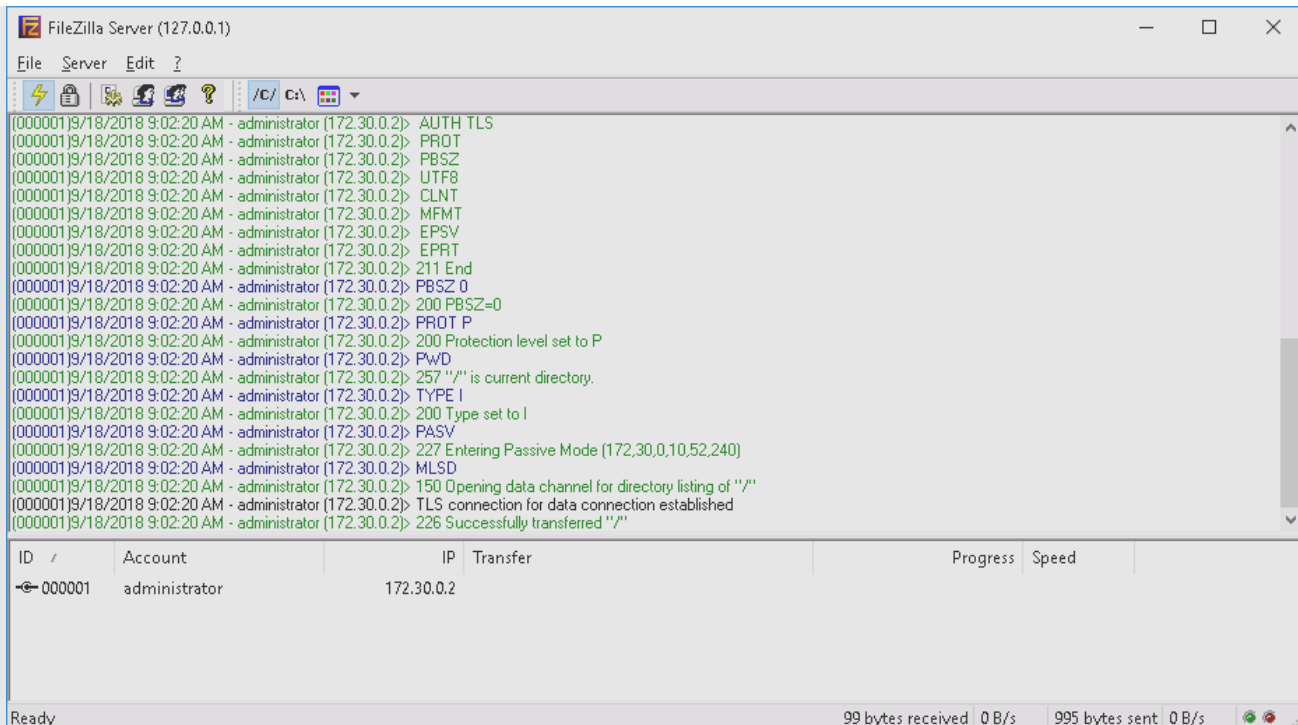 FileZilla Server (127.0.0.1)
File Server Edit ?
/C/ C:\
(000001)9/18/2018 9:02:20 AM - administrator (172.30.0.2)> AUTH TLS
(000001)9/18/2018 9:02:20 AM - administrator (172.30.0.2)> PROT
(000001)9/18/2018 9:02:20 AM - administrator (172.30.0.2)> PBSZ
(000001)9/18/2018 9:02:20 AM - administrator (172.30.0.2)> UTF8
(000001)9/18/2018 9:02:20 AM - administrator (172.30.0.2)> CLNT
(000001)9/18/2018 9:02:20 AM - administrator (172.30.0.2)> MFMT
(000001)9/18/2018 9:02:20 AM - administrator (172.30.0.2)> EPSV
(000001)9/18/2018 9:02:20 AM - administrator (172.30.0.2)> EPRT
(000001)9/18/2018 9:02:20 AM - administrator (172.30.0.2)> 211 End
(000001)9/18/2018 9:02:20 AM - administrator (172.30.0.2)> PBSZ 0
(000001)9/18/2018 9:02:20 AM - administrator (172.30.0.2)> 200 PBSZ=0
(000001)9/18/2018 9:02:20 AM - administrator (172.30.0.2)> PROT P
(000001)9/18/2018 9:02:20 AM - administrator (172.30.0.2)> 200 Protection level set to P
(000001)9/18/2018 9:02:20 AM - administrator (172.30.0.2)> PWD
(000001)9/18/2018 9:02:20 AM - administrator (172.30.0.2)> 257 "/" is current directory.
(000001)9/18/2018 9:02:20 AM - administrator (172.30.0.2)> TYPE I
(000001)9/18/2018 9:02:20 AM - administrator (172.30.0.2)> 200 Type set to I
(000001)9/18/2018 9:02:20 AM - administrator (172.30.0.2)> PASV
(000001)9/18/2018 9:02:20 AM - administrator (172.30.0.2)> 227 Entering Passive Mode (172,30,0,10,52,240)
(000001)9/18/2018 9:02:20 AM - administrator (172.30.0.2)> MLSD
(000001)9/18/2018 9:02:20 AM - administrator (172.30.0.2)> 150 Opening data channel for directory listing of "/"
(000001)9/18/2018 9:02:20 AM - administrator (172.30.0.2)> TLS connection for data connection established
(000001)9/18/2018 9:02:20 AM - administrator (172.30.0.2)> 226 Successfully transferred "/"
ID / Account IP Transfer Progress Speed
000001 administrator 172.30.0.2
Ready 99 bytes received 0 B/s 995 bytes sent 0 B/s